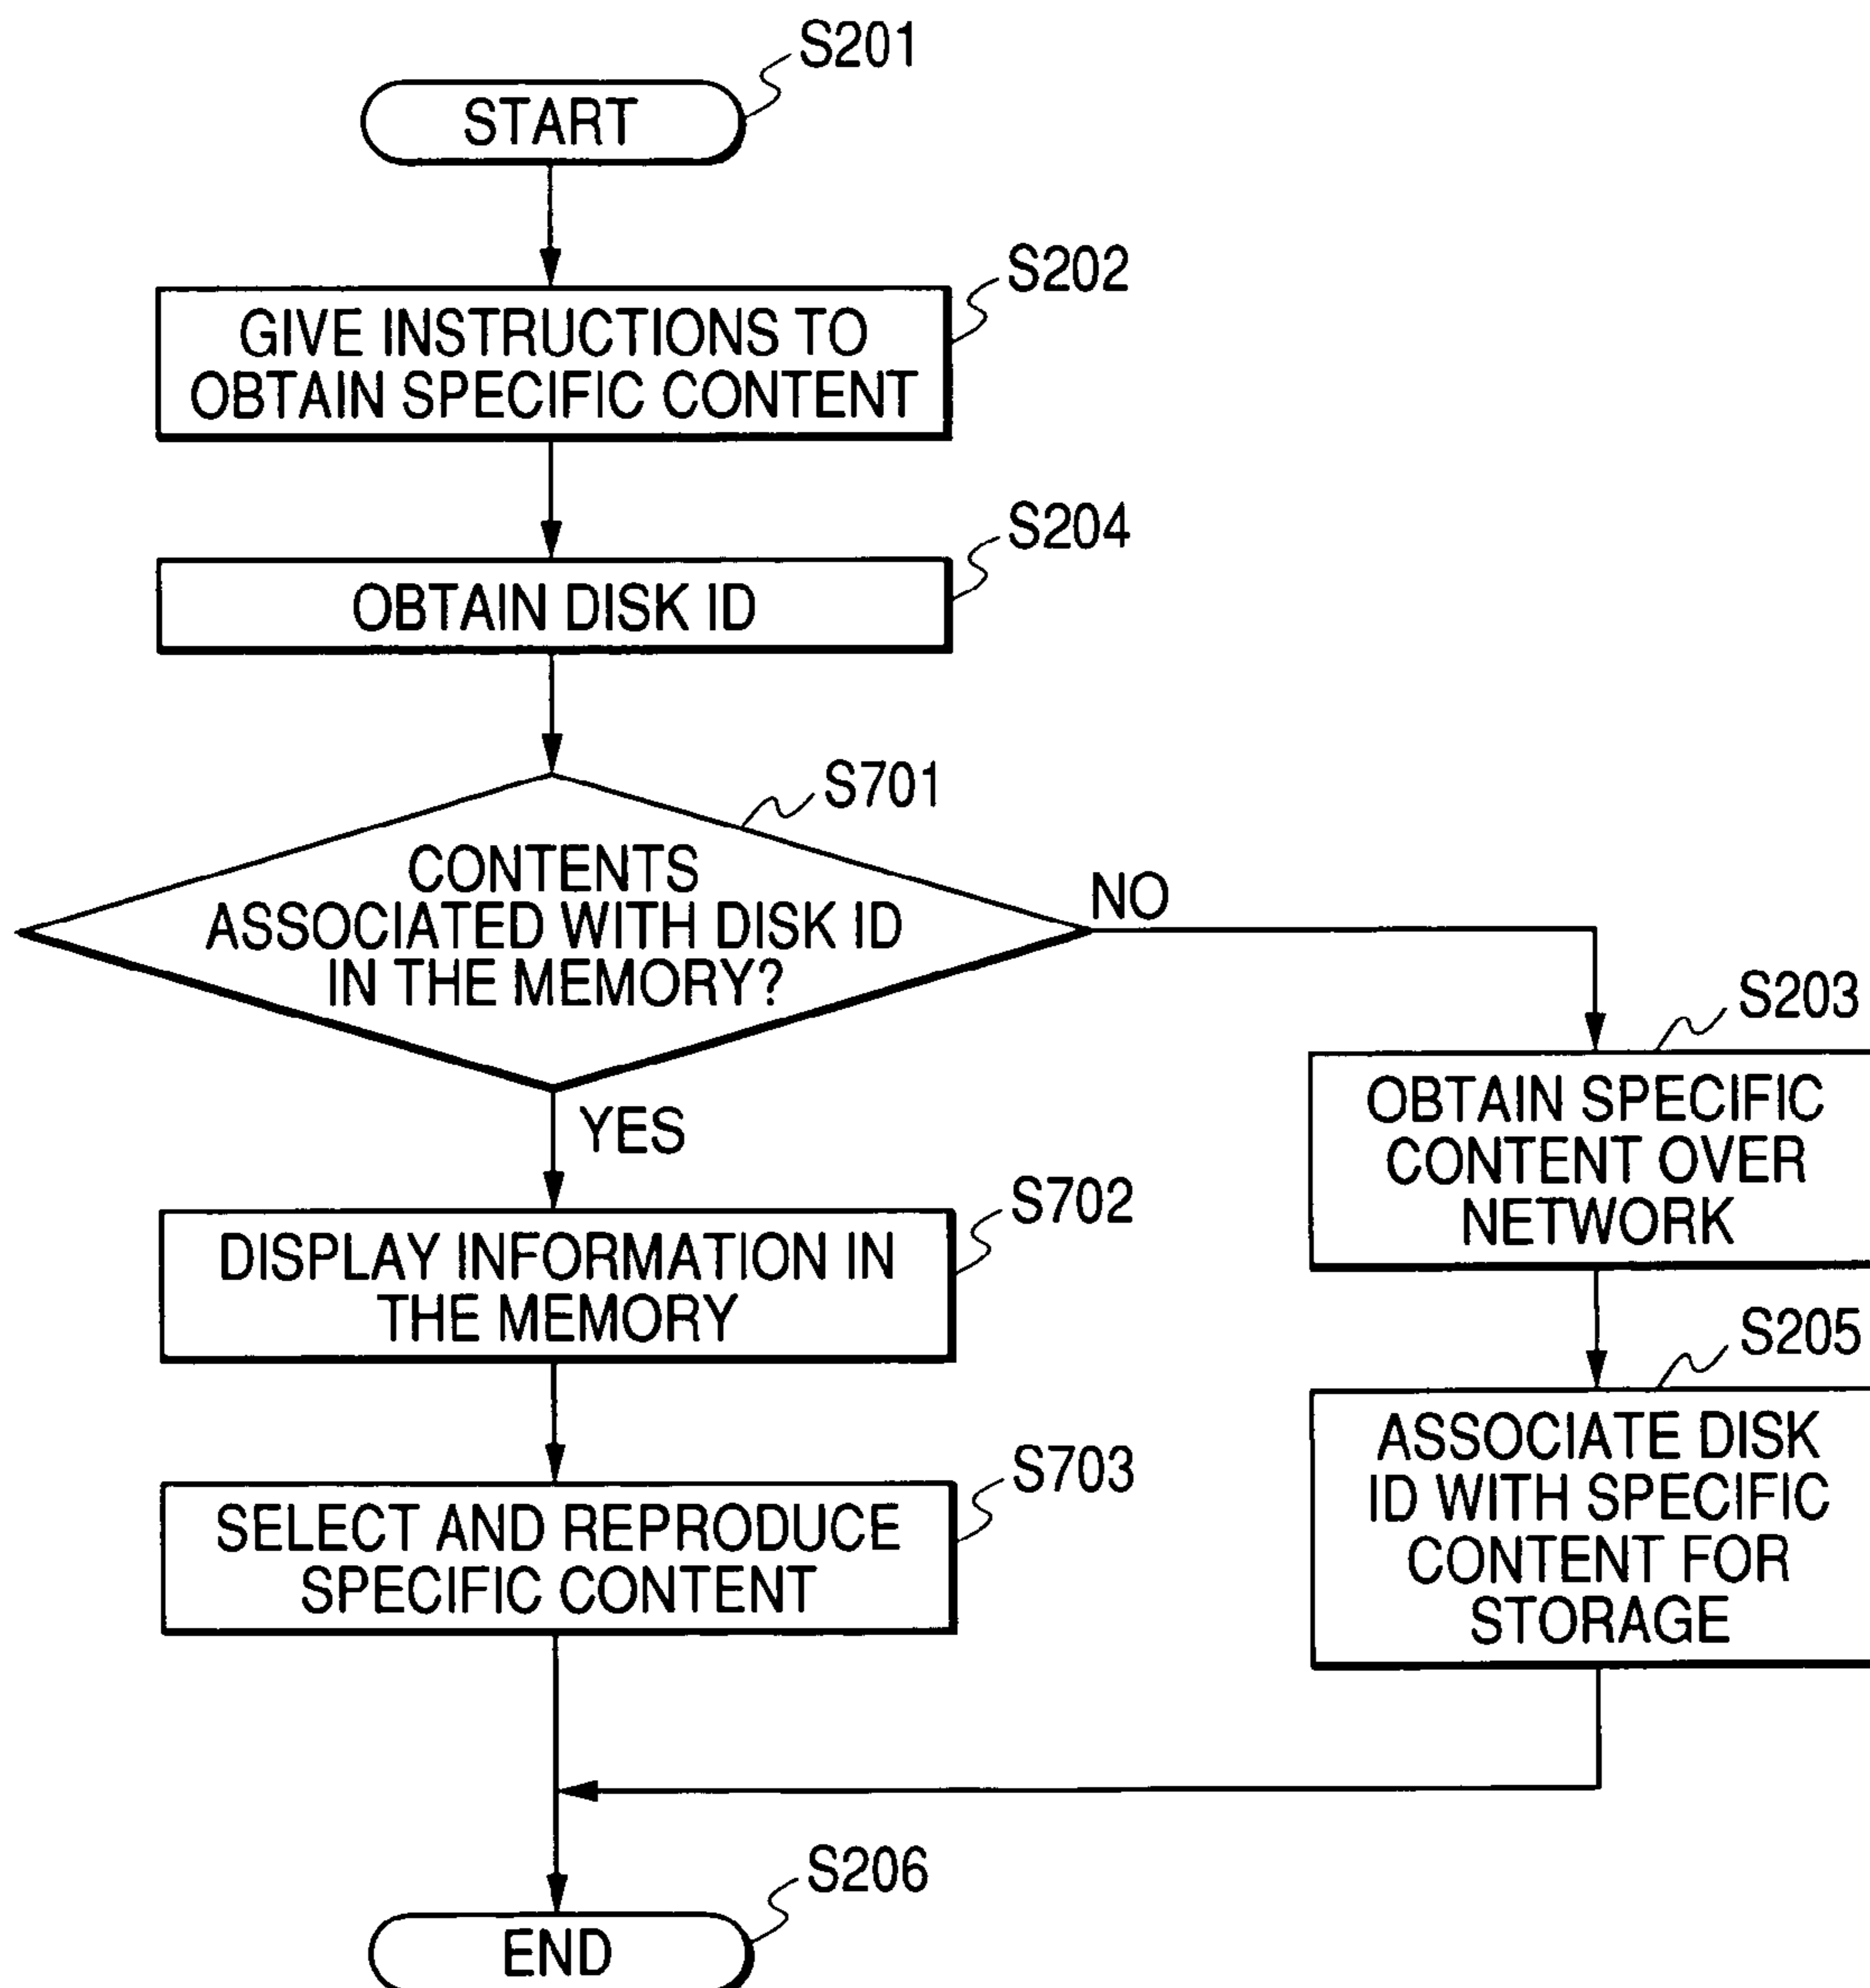 S201
START
S202
GIVE INSTRUCTIONS TO
OBTAIN SPECIFIC CONTENT
S204
OBTAIN DISK ID
S701
CONTENTS
ASSOCIATED WITH DISK ID
IN THE MEMORY?
NO
YES
S203
OBTAIN SPECIFIC
CONTENT OVER
NETWORK
S702
DISPLAY INFORMATION IN
THE MEMORY
S205
ASSOCIATE DISK
ID WITH SPECIFIC
CONTENT FOR
STORAGE
S703
SELECT AND REPRODUCE
SPECIFIC CONTENT
S206
END